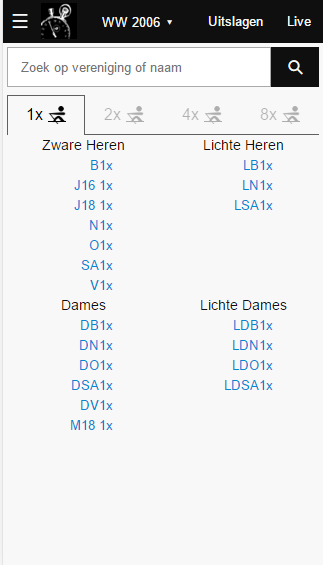 ☰ WW 2006 ▾ Uitslagen Live
Zoek op vereniging of naam
1x 2x 4x 8x
Zware Heren Lichte Heren
B1x LB1x
J16 1x LN1x
J18 1x LSA1x
N1x
O1x
SA1x
V1x
Dames Lichte Dames
DB1x LDB1x
DN1x LDN1x
DO1x LDO1x
DSA1x LDSA1x
DV1x
M18 1x